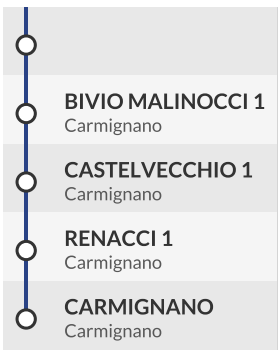 BIVIO MALINOCCI 1
Carmignano
CASTELVECCHIO 1
Carmignano
RENACCI 1
Carmignano
CARMIGNANO
Carmignano